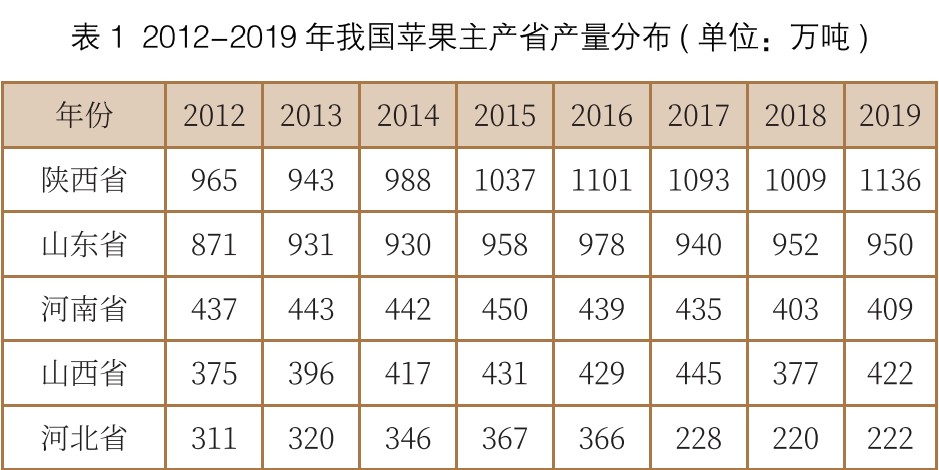 表 1 2012-2019 年我国苹果主产省产量分布 ( 单位：万吨 )
年份 2012 2013 2014 2015 2016 2017 2018 2019
陕西省 965 943 988 1037 1101 1093 1009 1136
山东省 871 931 930 958 978 940 952 950
河南省 437 443 442 450 439 435 403 409
山西省 375 396 417 431 429 445 377 422
河北省 311 320 346 367 366 228 220 222